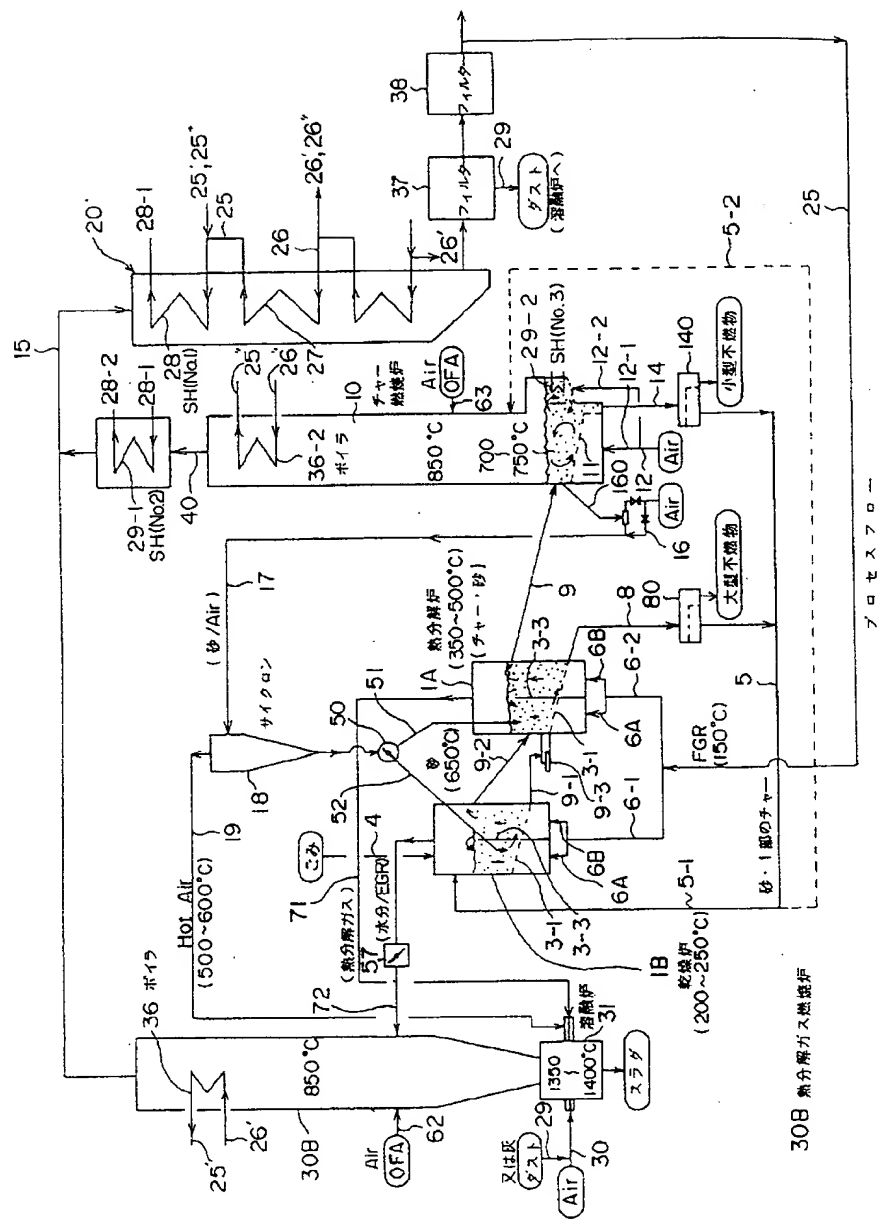 15
20'
28-1
25', 25"
25
28
SH(No.1)
27
26
26', 26"
26'
37
フィルター
38
フィルター
29
ダスト
(溶融炉へ)
25
5-2
28-2
28-1
29-1
SH(No.2)
40
25"
26"
10
チャー
燃焼炉
36-2
ボイラ
Air
OFA
63
850°C
700
750°C
29-2
SH(No.3)
11
12-2
12-1
12
Air
14
140
小型不燃物
160
16
Air
17
(砂/Air)
9
8
80
大型不燃物
熱分解炉
(350~500°C)
(チャー・砂)
1A
3-3
3-1
6A
6B
6-2
サイクロン
18
19
Hot Air
(500~600°C)
50
51
52
砂
(650°C)
9-2
9-1
9-3
6-1
FGR
(150°C)
5
砂・1部のチャー
5-1
ごみ
4
71
(水分/EGR)
(熱分解ガス)
57
72
3-1
3-3
6A
6B
1B
乾燥炉
(200~250°C)
36 ボイラ
25'
26'
850°C
30B
Air
OFA
62
溶融炉
31
1350
~
1400°C
スラグ
又は灰
ダスト
29
30
Air
30B 熱分解ガス燃焼炉
プロセスフロー